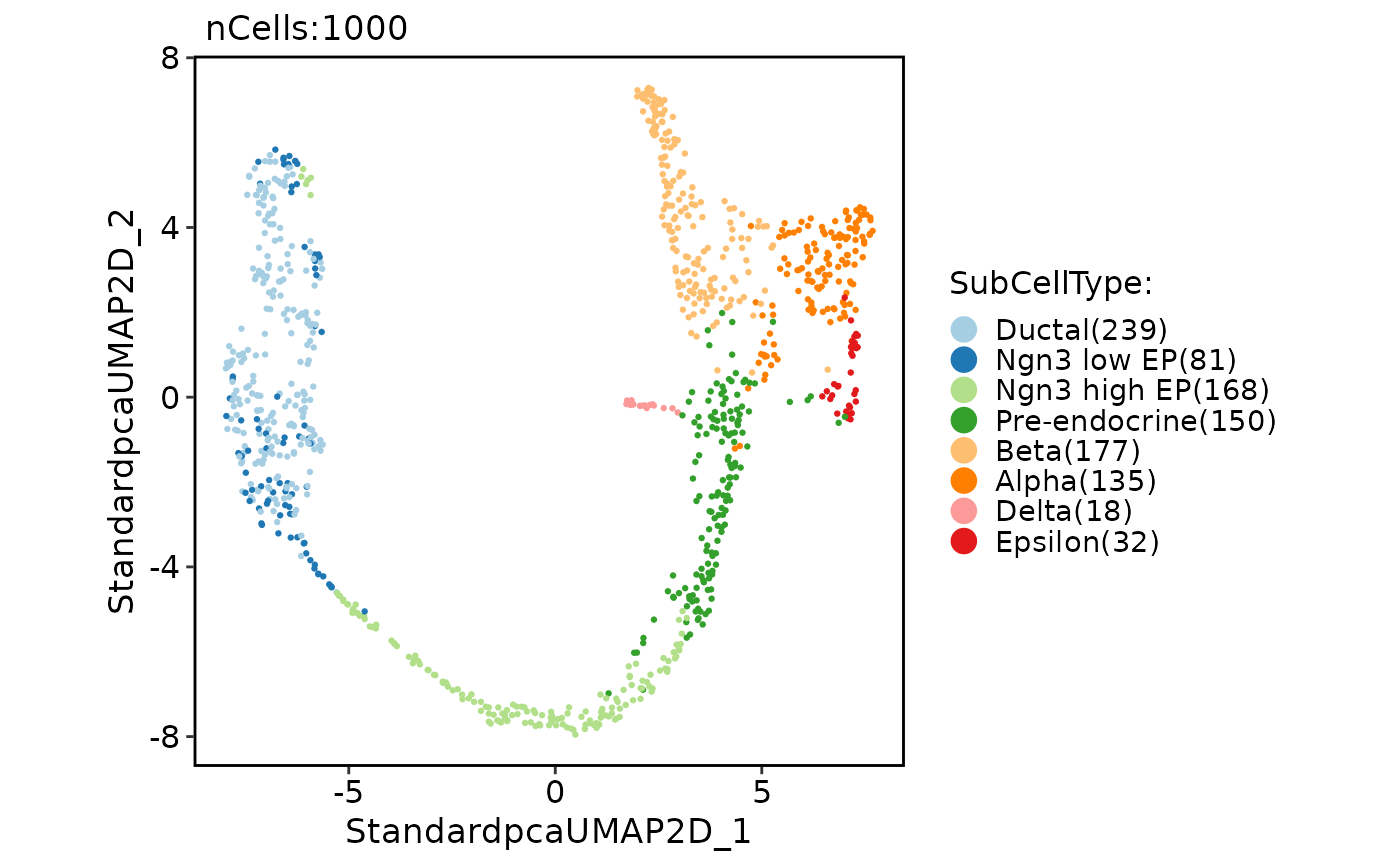 nCells:1000
8
4
0
-4
-8
StandardpcaUMAP2D_2
-5
0
5
StandardpcaUMAP2D_1
SubCellType:
Ductal(239)
Ngn3 low EP(81)
Ngn3 high EP(168)
Pre-endocrine(150)
Beta(177)
Alpha(135)
Delta(18)
Epsilon(32)